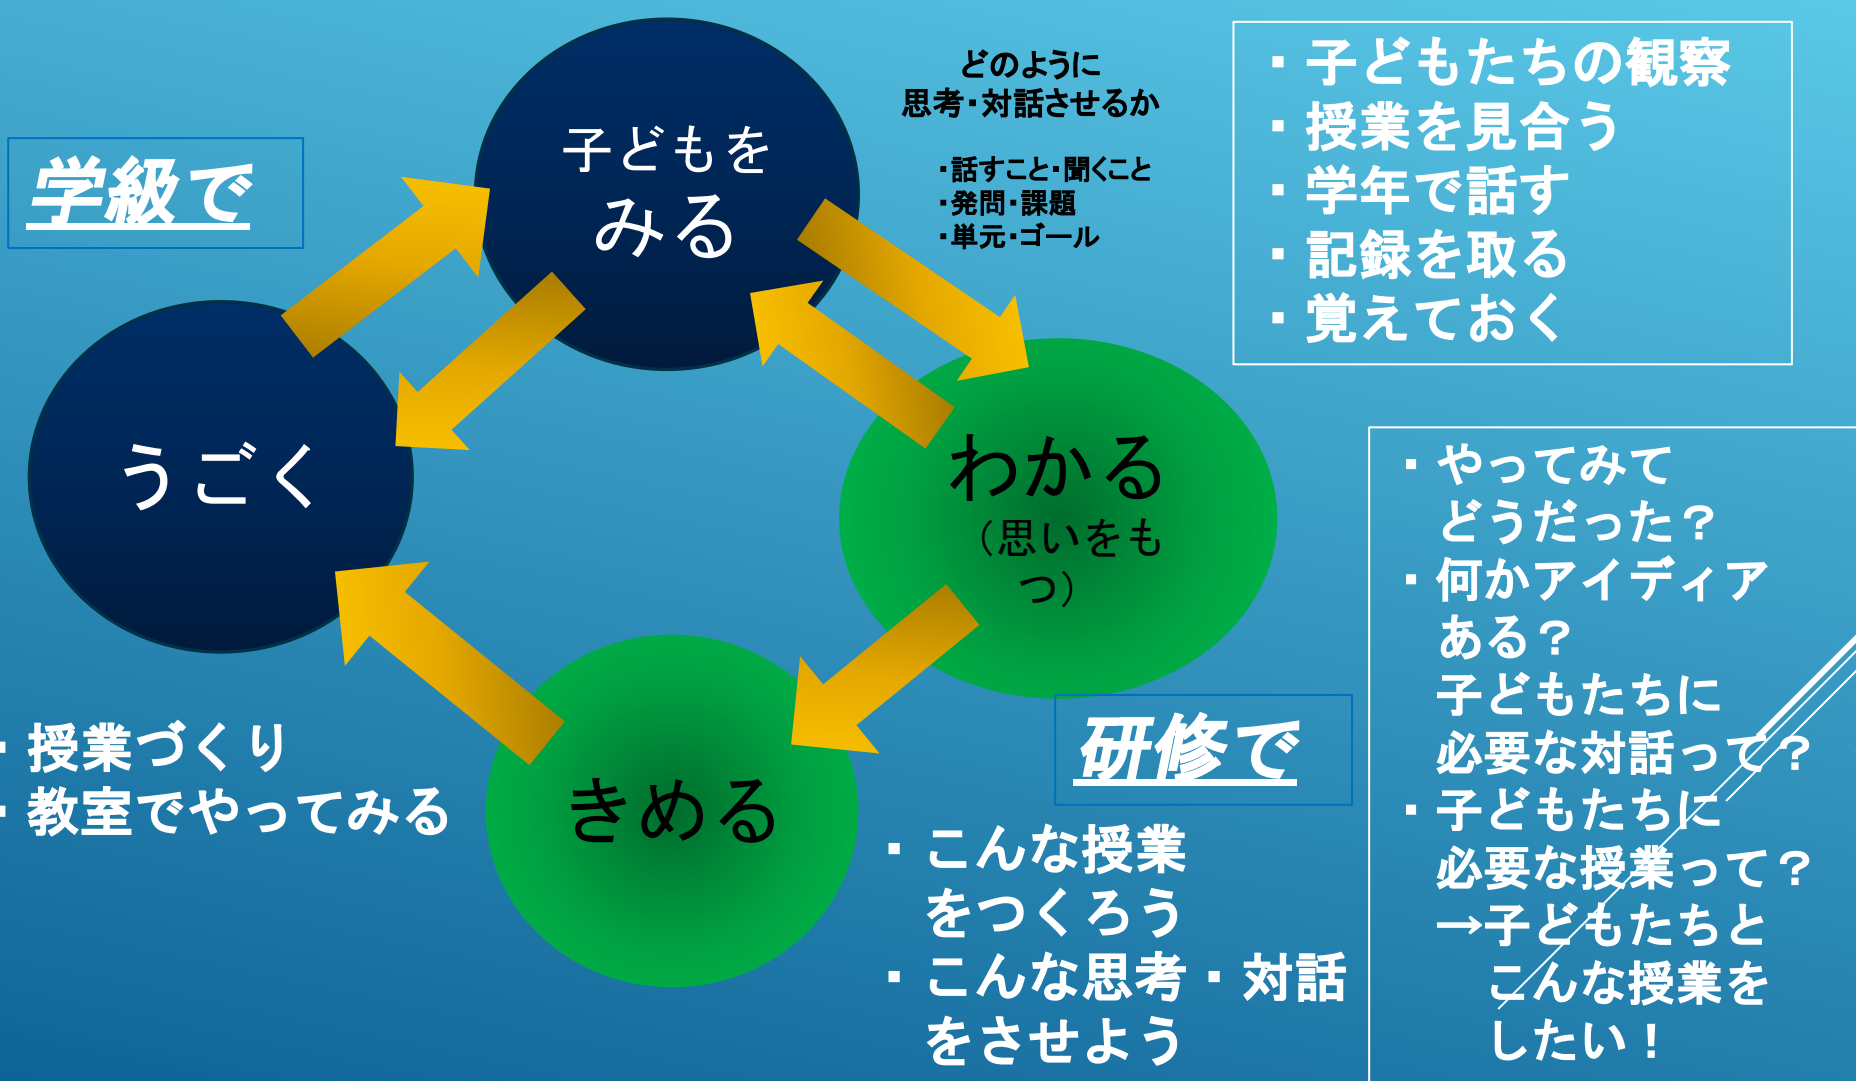 学級で
子どもを
みる
どのように
思考・対話させるか
・話すこと・聞くこと
・発問・課題
・単元・ゴール
・子どもたちの観察
・授業を見合う
・学年で話す
・記録を取る
・覚えておく
うごく
わかる
（思いをも
つ）
・やってみて
どうだった？
・何かアイディア
ある？
子どもたちに
必要な対話って？
・子どもたちに
必要な授業って？
→子どもたちと
こんな授業を
したい！
・授業づくり
・教室でやってみる
きめる
研修で
・こんな授業
をつくろう
・こんな思考・対話
をさせよう